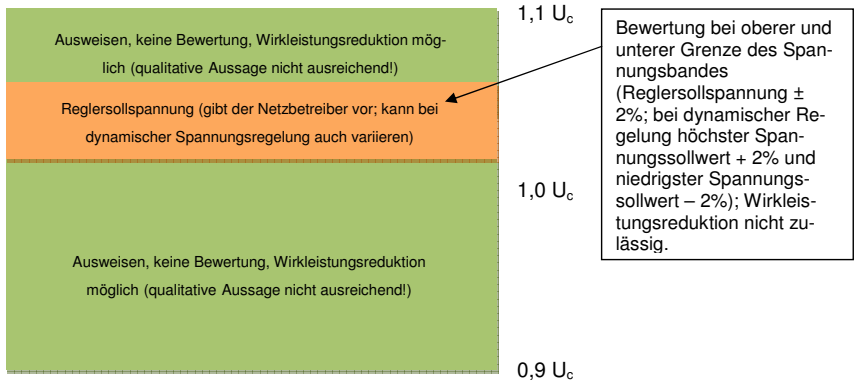 1,1 Uc
Ausweisen, keine Bewertung, Wirkleistungsreduktion mög-
lich (qualitative Aussage nicht ausreichend!)
Reglersollspannung (gibt der Netzbetreiber vor; kann bei
dynamischer Spannungsregelung auch variieren)
1,0 Uc
Ausweisen, keine Bewertung, Wirkleistungsreduktion
möglich (qualitative Aussage nicht ausreichend!)
0,9 Uc
Bewertung bei oberer und
unterer Grenze des Span-
nungsbandes
(Reglersollspannung ±
2%; bei dynamischer Re-
gelung höchster Span-
nungssollwert + 2% und
niedrigster Spannungs-
sollwert – 2%); Wirkleis-
tungsreduktion nicht zu-
lässig.